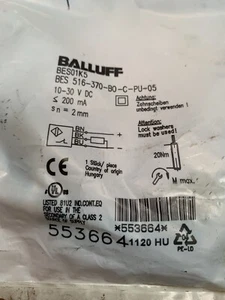 BALLUFF
BES01K5
BES 516-370-BO-C-PU-05
10-30 V DC
≤ 200 mA
sn = 2mm
Achtung:
Zahnscheiben
unbedingt verwenden !
Lock washers
must be used!
BN
BK
BU
20Nm
M max.
1 Stück/
piece
Country of origin
Hungary
LISTED 81U2 IND.CONT.EQ
FOR USE IN THE
SECONDARY OF A CLASS 2
*553664*
553664 1120 HU
PE-LD